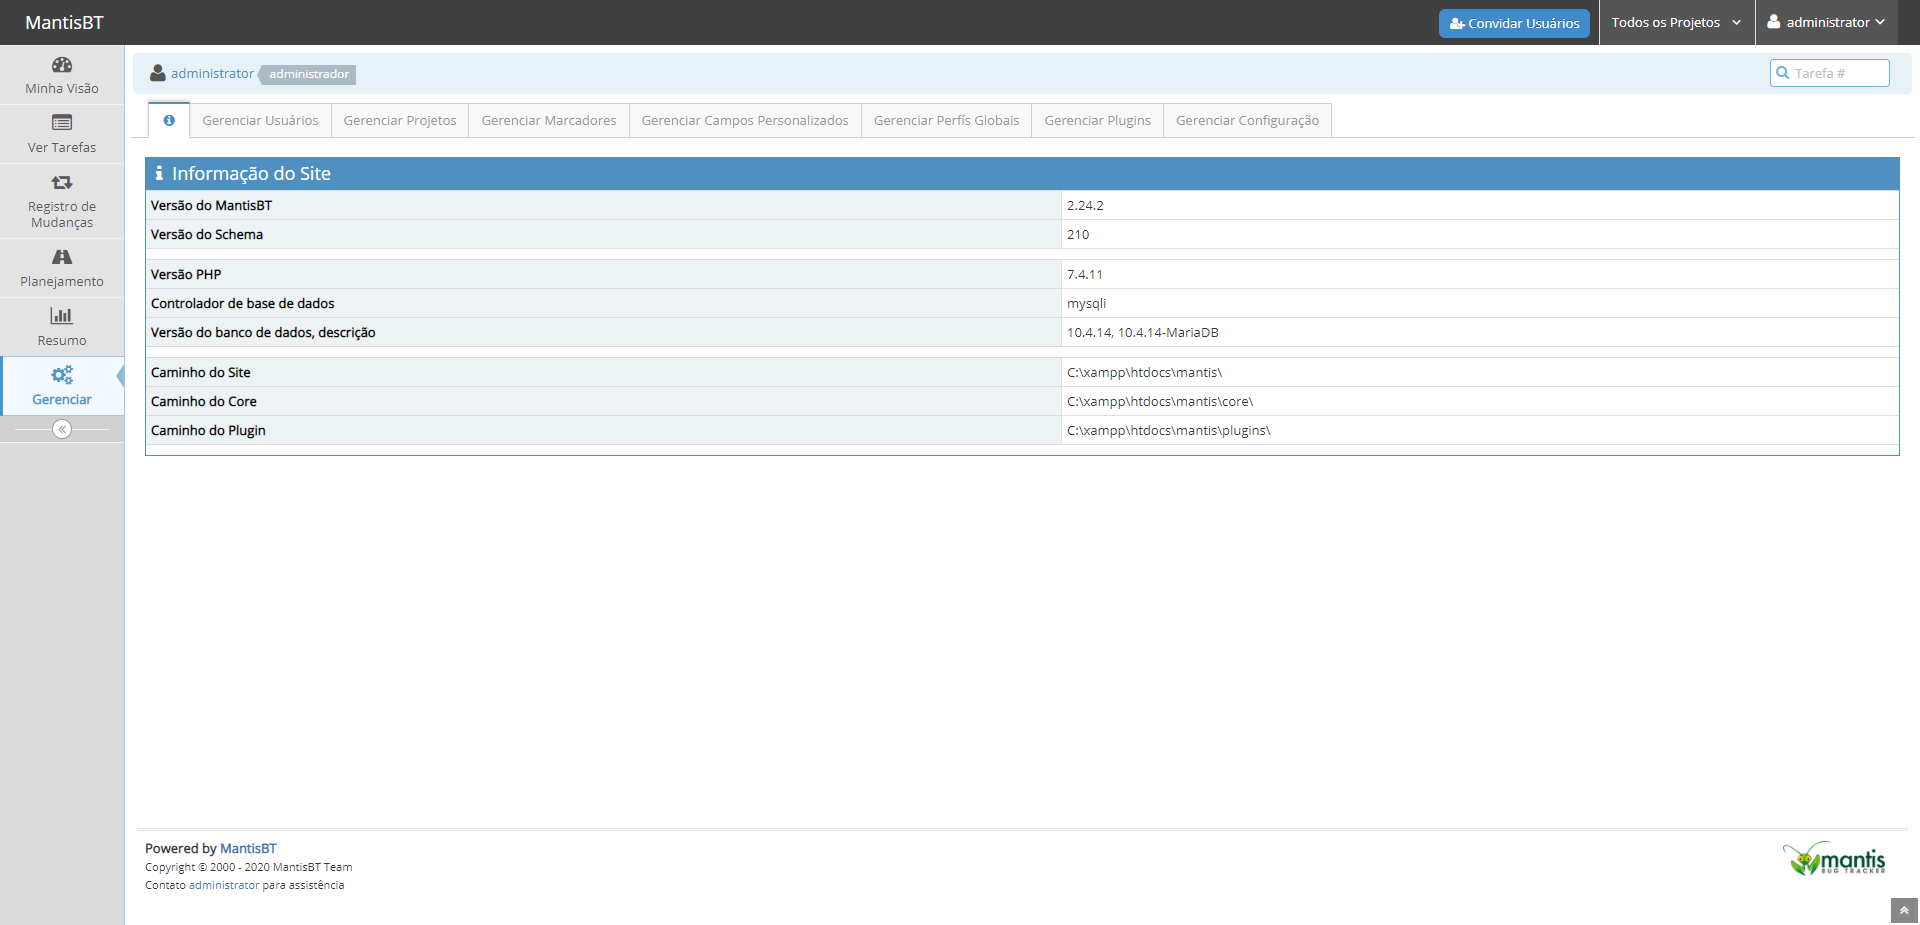 MantisBT
Convidar Usuários
Todos os Projetos
administrator
Minha Visão
Ver Tarefas
Registro de
Mudanças
Planejamento
Resumo
Gerenciar
administrator administrador
Tarefa #
Gerenciar Usuários
Gerenciar Projetos
Gerenciar Marcadores
Gerenciar Campos Personalizados
Gerenciar Perfís Globais
Gerenciar Plugins
Gerenciar Configuração
Informação do Site
Versão do MantisBT 2.24.2
Versão do Schema 210
Versão PHP 7.4.11
Controlador de base de dados mysqli
Versão do banco de dados, descrição 10.4.14, 10.4.14-MariaDB
Caminho do Site C:\xampp\htdocs\mantis\
Caminho do Core C:\xampp\htdocs\mantis\core\
Caminho do Plugin C:\xampp\htdocs\mantis\plugins\
Powered by MantisBT
Copyright © 2000 - 2020 MantisBT Team
Contato administrator para assistência
mantis
BUG TRACKER